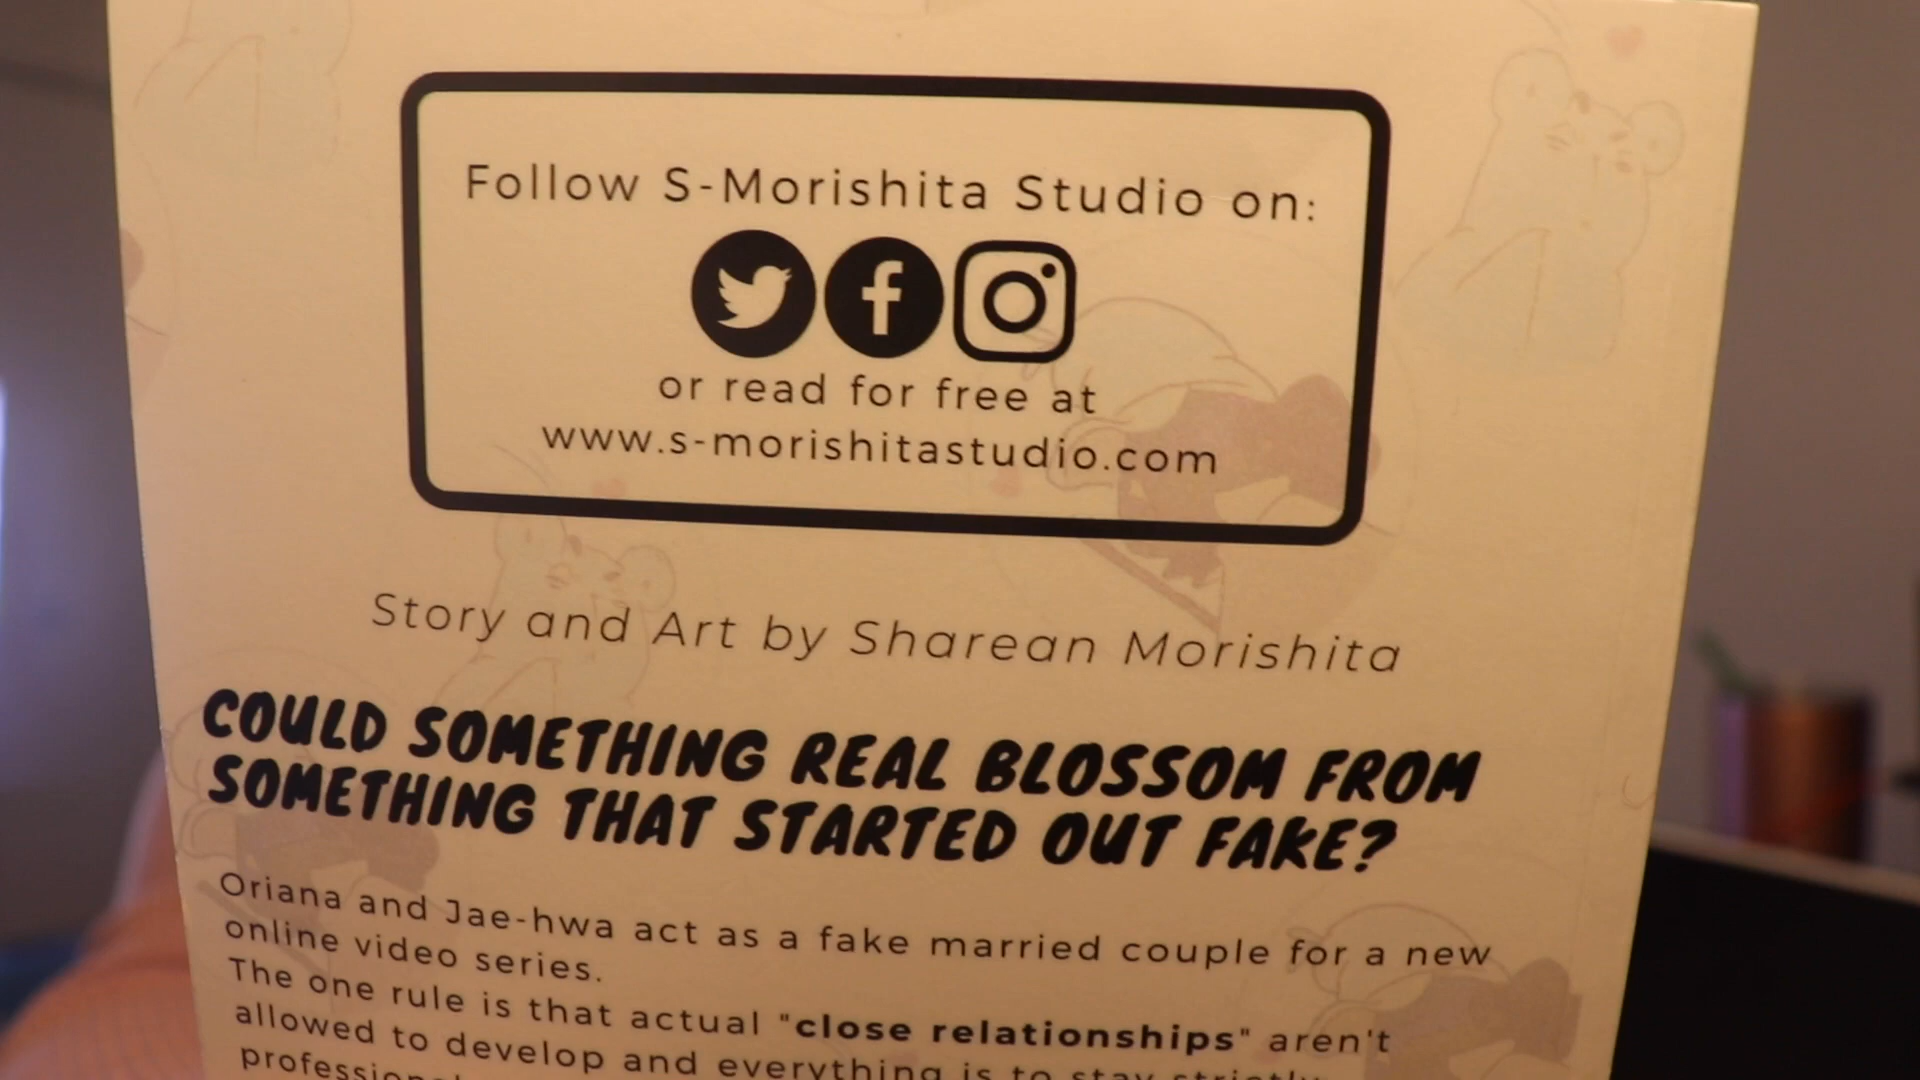 Follow S-Morishita Studio on:
or read for free at
www.s-morishitastudio.com
Story and Art by Sharean Morishita
COULD SOMETHING REAL BLOSSOM FROM
SOMETHING THAT STARTED OUT FAKE?
Oriana and Jae-hwa act as a fake married couple for a new
online video series.
The one rule is that actual "close relationships" aren't
allowed to develop and everything is to stay strictly